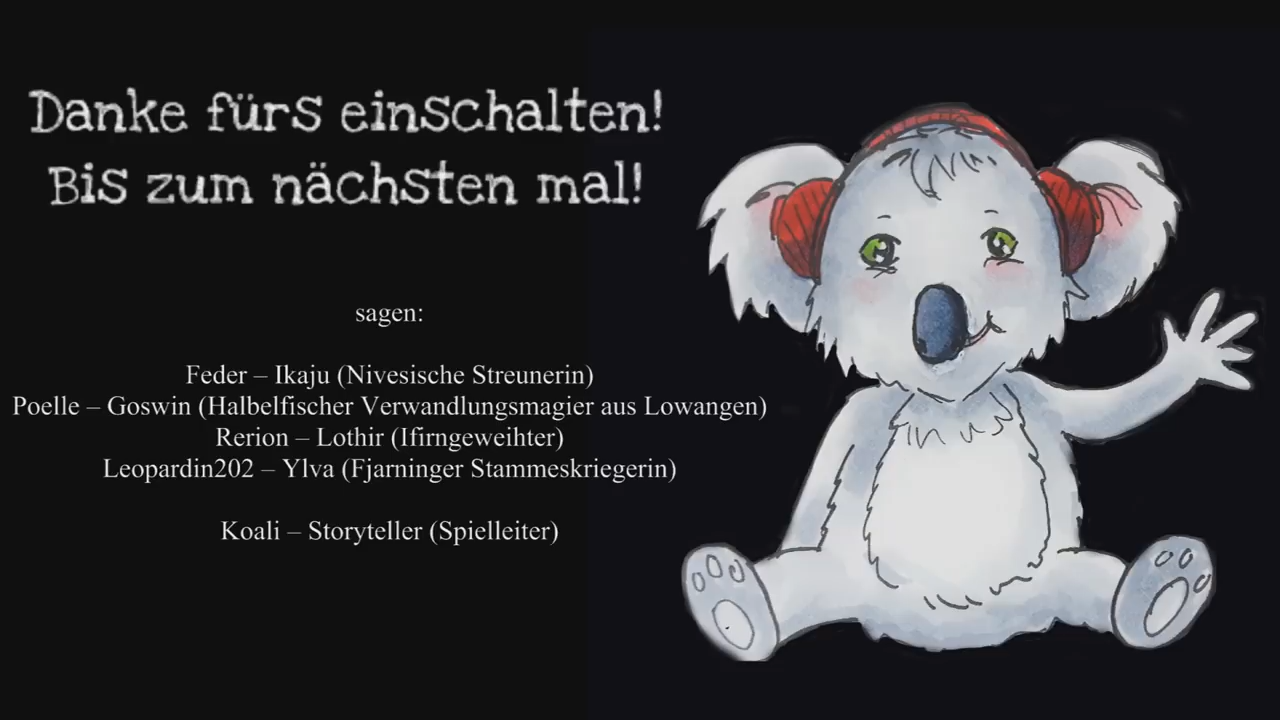 Danke fürs einschalten!
Bis zum nächsten mal!
sagen:
Feder – Ikaju (Nivesische Streunerin)
Poelle – Goswin (Halbelfischer Verwandlungsmagier aus Lowangen)
Rerion – Lothir (Ifirngeweihter)
Leopardin202 – Ylva (Fjarninger Stammeskriegerin)
Koali – Storyteller (Spielleiter)